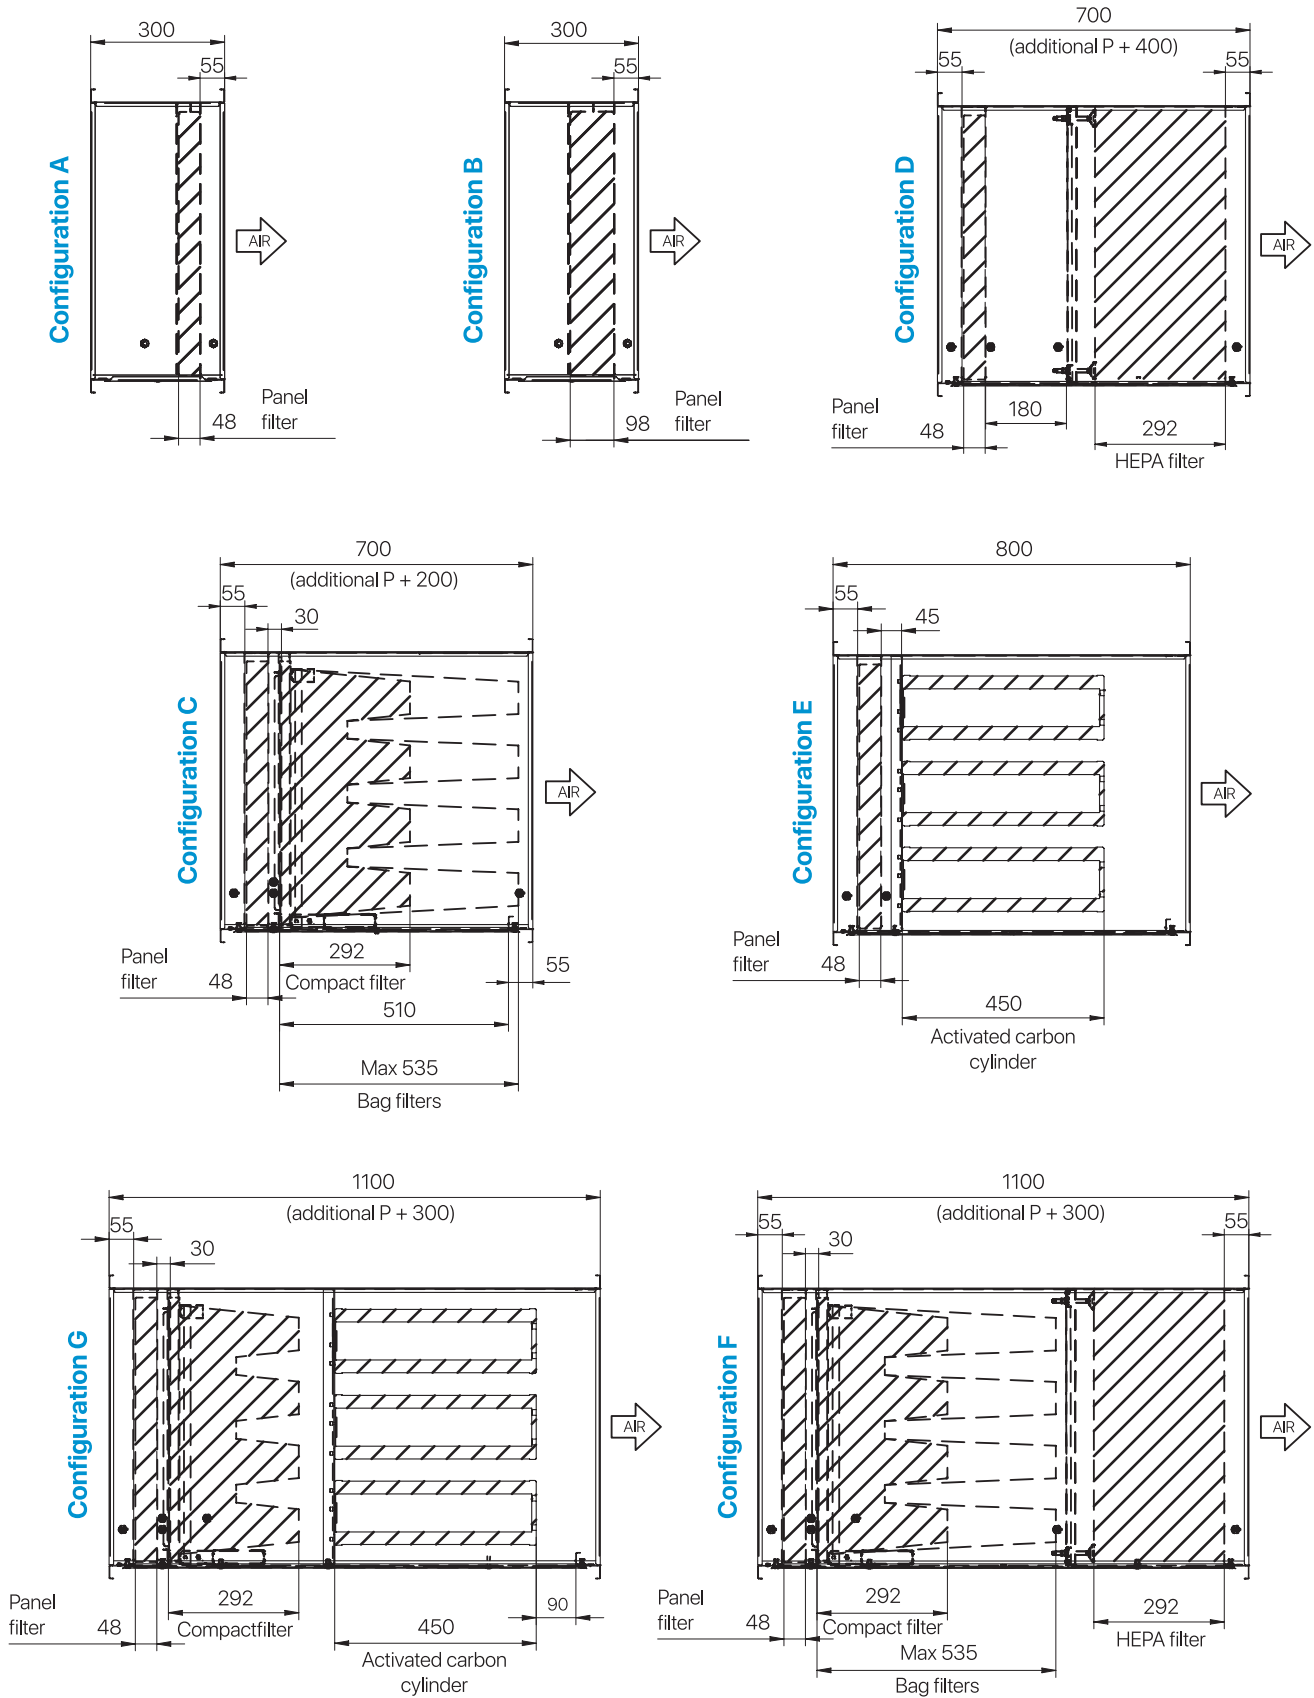 300
55
Configuration A
AIR
48
Panel
filter
300
55
Configuration B
AIR
98
Panel
filter
700
(additional P + 400)
55
55
Configuration D
AIR
Panel
filter
48
180
292
HEPA filter
700
(additional P + 200)
55
30
Configuration C
AIR
Panel
filter
48
292
Compact filter
55
510
Max 535
Bag filters
800
55
45
Configuration E
AIR
Panel
filter
48
450
Activated carbon
cylinder
1100
(additional P + 300)
55
30
Configuration G
AIR
Panel
filter
48
292
Compactfilter
450
90
Activated carbon
cylinder
1100
(additional P + 300)
55
55
30
Configuration F
AIR
Panel
filter
48
292
Compact filter
Max 535
Bag filters
292
HEPA filter